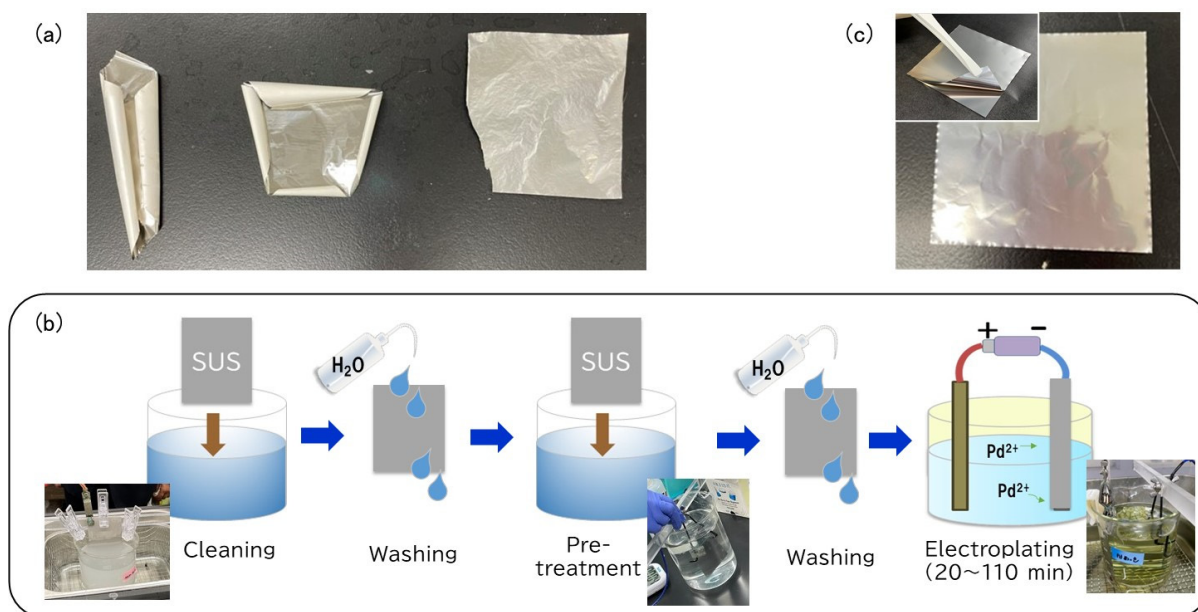 (a)
(c)
(b)
SUS
H₂O
SUS
H₂O
+
-
Pd²⁺
Pd²⁺
Cleaning
Washing
Pre-
treatment
Washing
Electroplating
(20~110 min)